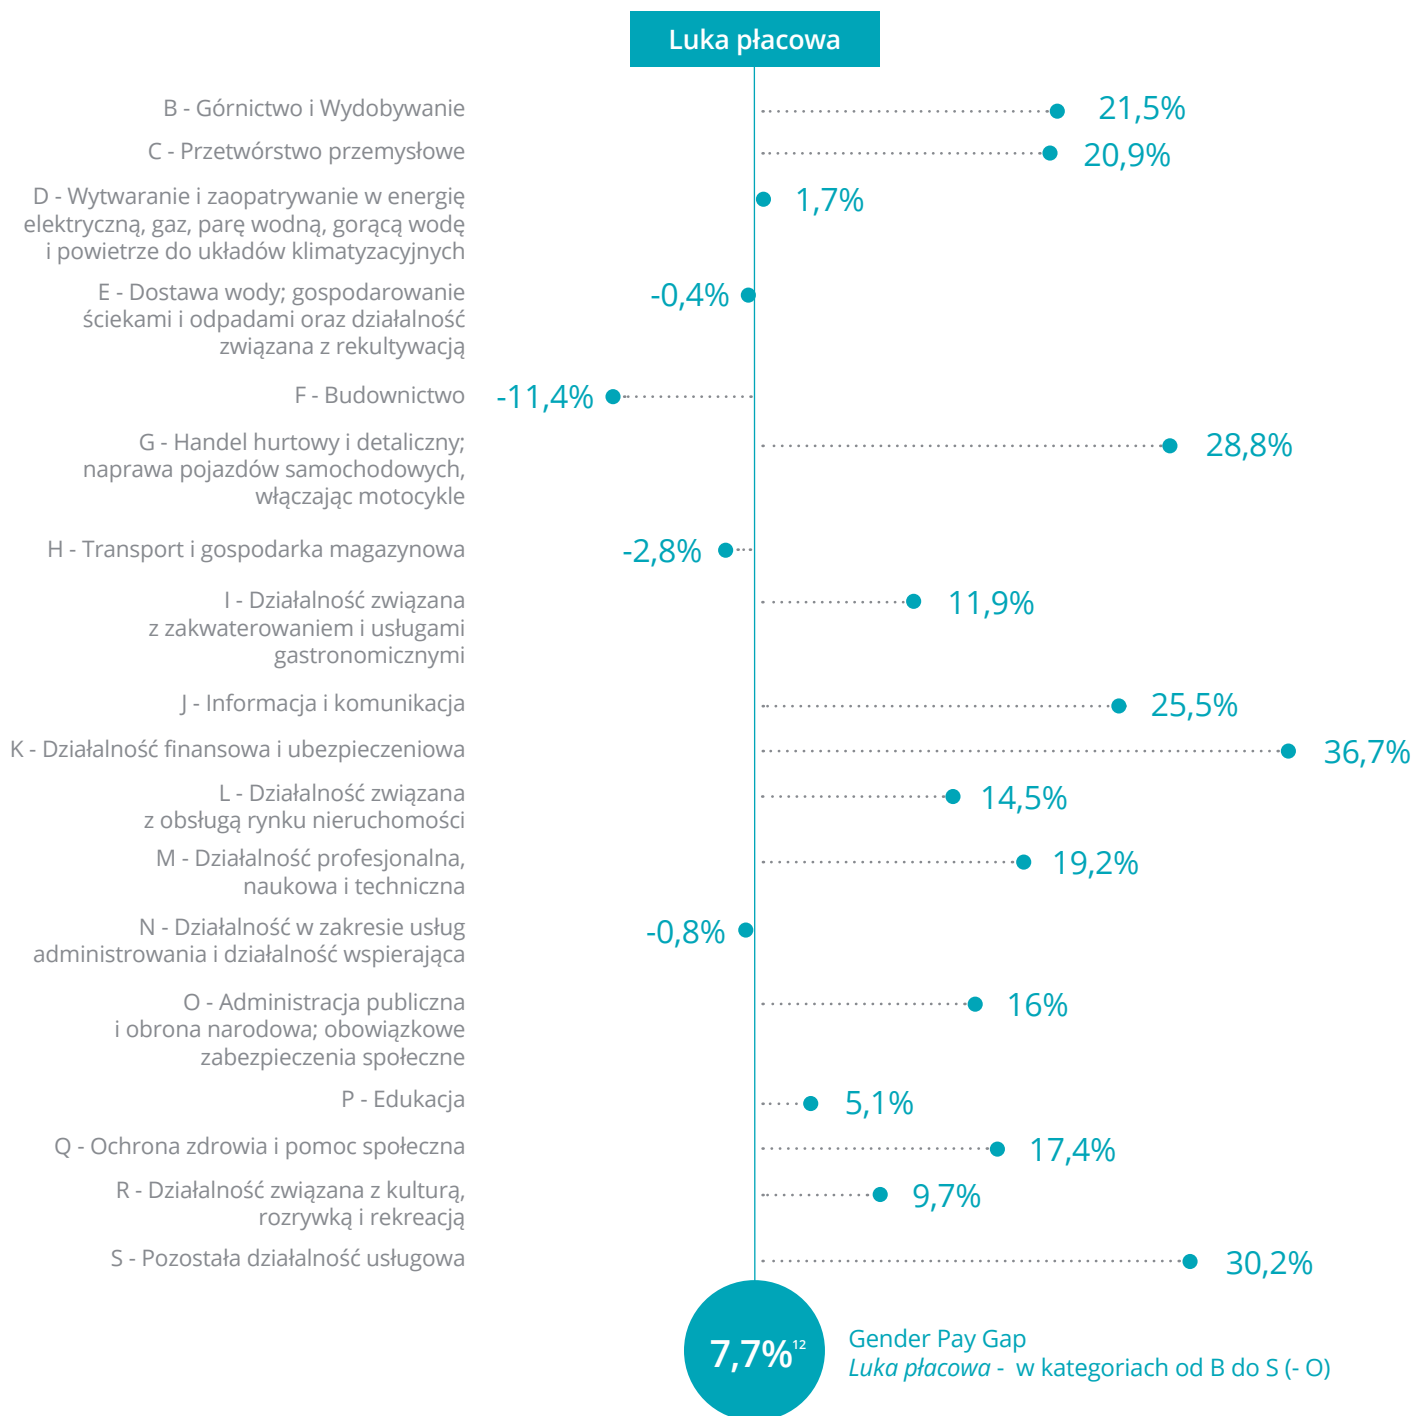 Luka płacowa
B - Górnictwo i Wydobywanie
21,5%
C - Przetwórstwo przemysłowe
20,9%
D - Wytwaranie i zaopatrywanie w energię
elektryczną, gaz, parę wodną, gorącą wodę
i powietrze do układów klimatyzacyjnych
1,7%
E - Dostawa wody; gospodarowanie
ściekami i odpadami oraz działalność
związana z rekultywacją
-0,4%
F - Budownictwo
-11,4%
G - Handel hurtowy i detaliczny;
naprawa pojazdów samochodowych,
włączając motocykle
28,8%
H - Transport i gospodarka magazynowa
-2,8%
I - Działalność związana
z zakwaterowaniem i usługami
gastronomicznymi
11,9%
J - Informacja i komunikacja
25,5%
K - Działalność finansowa i ubezpieczeniowa
36,7%
L - Działalność związana
z obsługą rynku nieruchomości
14,5%
M - Działalność profesjonalna,
naukowa i techniczna
19,2%
N - Działalność w zakresie usług
administrowania i działalność wspierająca
-0,8%
O - Administracja publiczna
i obrona narodowa; obowiązkowe
zabezpieczenia społeczne
16%
P - Edukacja
5,1%
Q - Ochrona zdrowia i pomoc społeczna
17,4%
R - Działalność związana z kulturą,
rozrywką i rekreacją
9,7%
S - Pozostała działalność usługowa
30,2%
7,7%¹²
Gender Pay Gap
Luka płacowa - w kategoriach od B do S (- O)